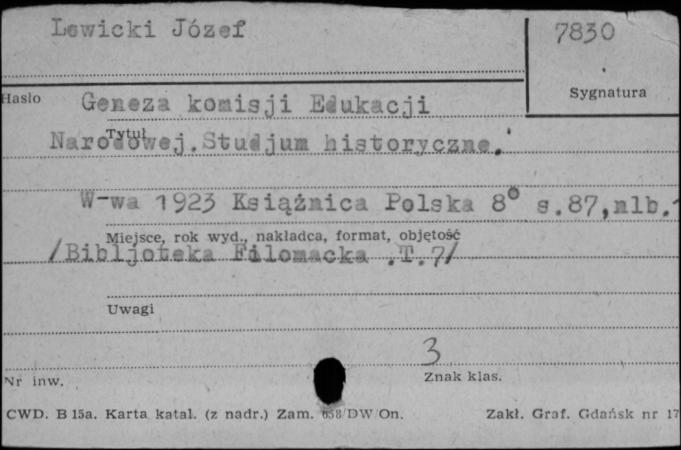 Lewicki Józef
7830
Sygnatura
Hasło
Geneza komisji Edukacji
Tytuł
Narodowej. Studjum historyczne.
W-wa 1923 Książnica Polska 8° s.87,nlb.1
Miejsce, rok wyd., nakładca, format, objętość
/Bibljoteka Filomacka .T.7/
Uwagi
3
Nr inw.
Znak klas.
CWD. B 15a. Karta katal. (z nadr.) Zam. 658/DW/On.
Zakł. Graf. Gdańsk nr 17